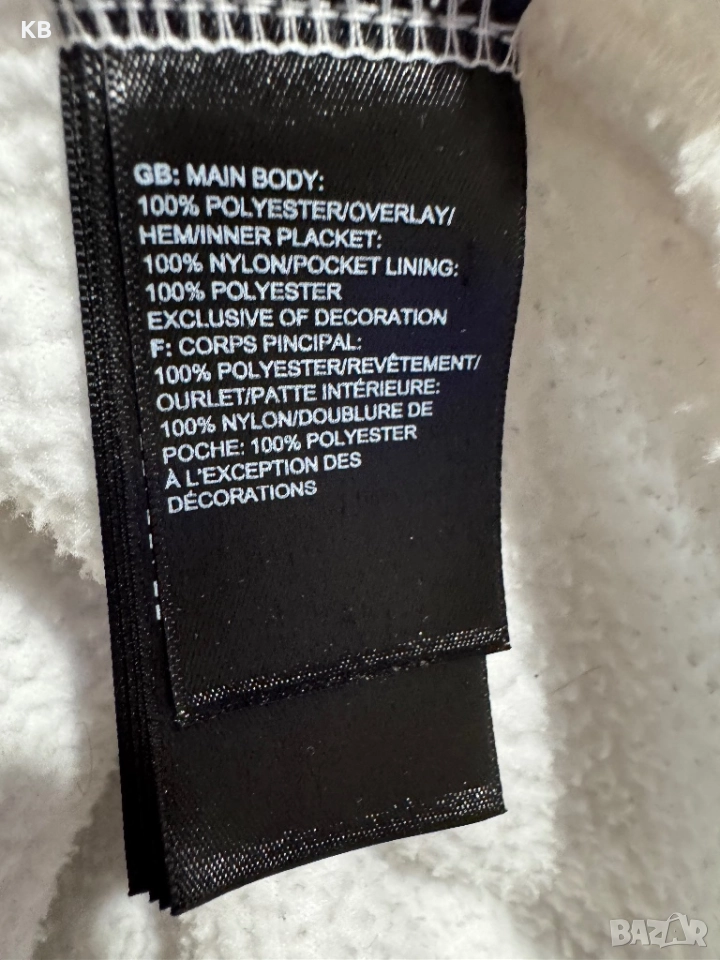 KB
GB: MAIN BODY:
100% POLYESTER/OVERLAY/
HEM/INNER PLACKET:
100% NYLON/POCKET LINING:
100% POLYESTER
EXCLUSIVE OF DECORATION
F: CORPS PINCIPAL:
100% POLYESTER/REVÊTEMENT/
OURLET/PATTE INTÉRIEURE:
100% NYLON/DOUBLURE DE
POCHE: 100% POLYESTER
À L'EXCEPTION DES
DÉCORATIONS
BAZAR